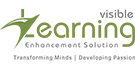 visible
Learning
Enhancement Solution
Transforming Minds | Developing Passion